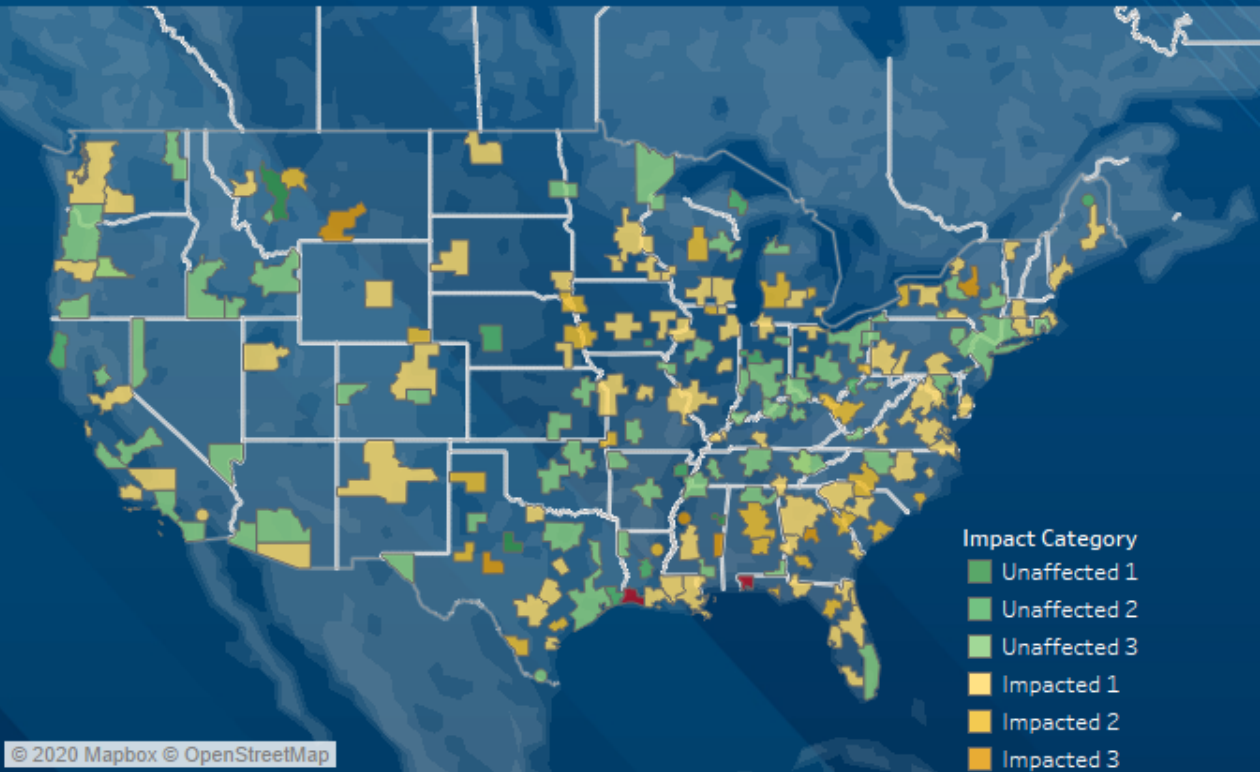 Impact Category
Unaffected 1
Unaffected 2
Unaffected 3
Impacted 1
Impacted 2
Impacted 3
© 2020 Mapbox © OpenStreetMap